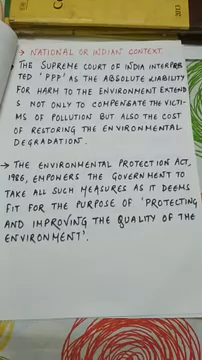 2013
→ NATIONAL OR INDIAN CONTEXT
• THE SUPREME COURT OF INDIA INTERPRE
TED 'PPP' AS THE ABSOLUTE LIABILITY
FOR HARM TO THE ENVIRONMENT EXTEND
S NOT ONLY TO COMPENSATE THE VICTI-
MS OF POLLUTION BUT ALSO THE COST
OF RESTORING THE ENVIRONMENTAL
DEGRADATION.
→ THE ENVIRONMENTAL PROTECTION ACT,
1986, EMPOWERS THE GOVERNMENT TO
TAKE ALL SUCH MEASURES AS IT DEEMS
FIT FOR THE PURPOSE OF 'PROTECTING
AND IMPROVING THE QUALITY OF THE
ENVIRONMENT'.